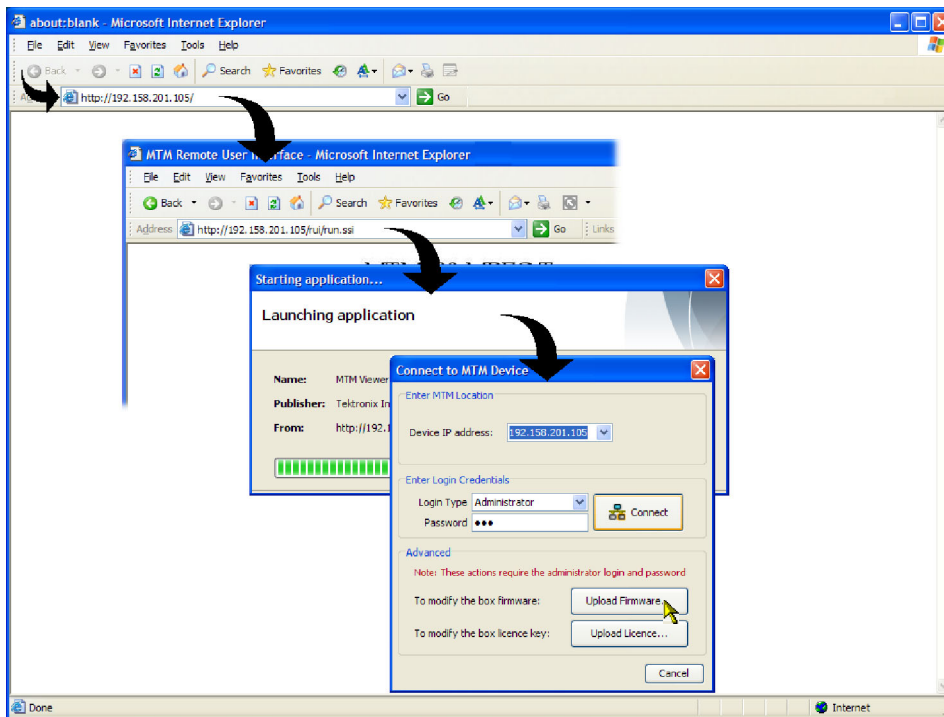 about:blank - Microsoft Internet Explorer
File Edit View Favorites Tools Help
Back Search Favorites
http://192.158.201.105/ Go
MTM Remote User Interface - Microsoft Internet Explorer
File Edit View Favorites Tools Help
Back Search Favorites
Address http://192.158.201.105/rui/run.ssi Go Links
Starting application...
Launching application
Name: MTM Viewer
Publisher: Tektronix In
From: http://192.1
Connect to MTM Device
Enter MTM Location
Device IP address: 192.158.201.105
Enter Login Credentials
Login Type Administrator
Password ●●●
Connect
Advanced
Note: These actions require the administrator login and password
To modify the box firmware: Upload Firmware...
To modify the box licence key: Upload Licence...
Cancel
Done Internet